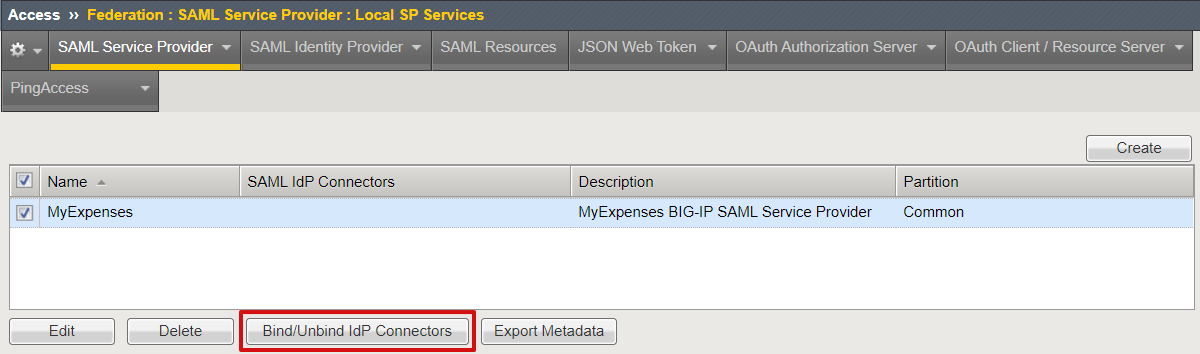 Access ›› Federation : SAML Service Provider : Local SP Services
SAML Service Provider SAML Identity Provider SAML Resources JSON Web Token OAuth Authorization Server OAuth Client / Resource Server
PingAccess
Create
Name SAML IdP Connectors Description Partition
MyExpenses MyExpenses BIG-IP SAML Service Provider Common
Edit Delete Bind/Unbind IdP Connectors Export Metadata